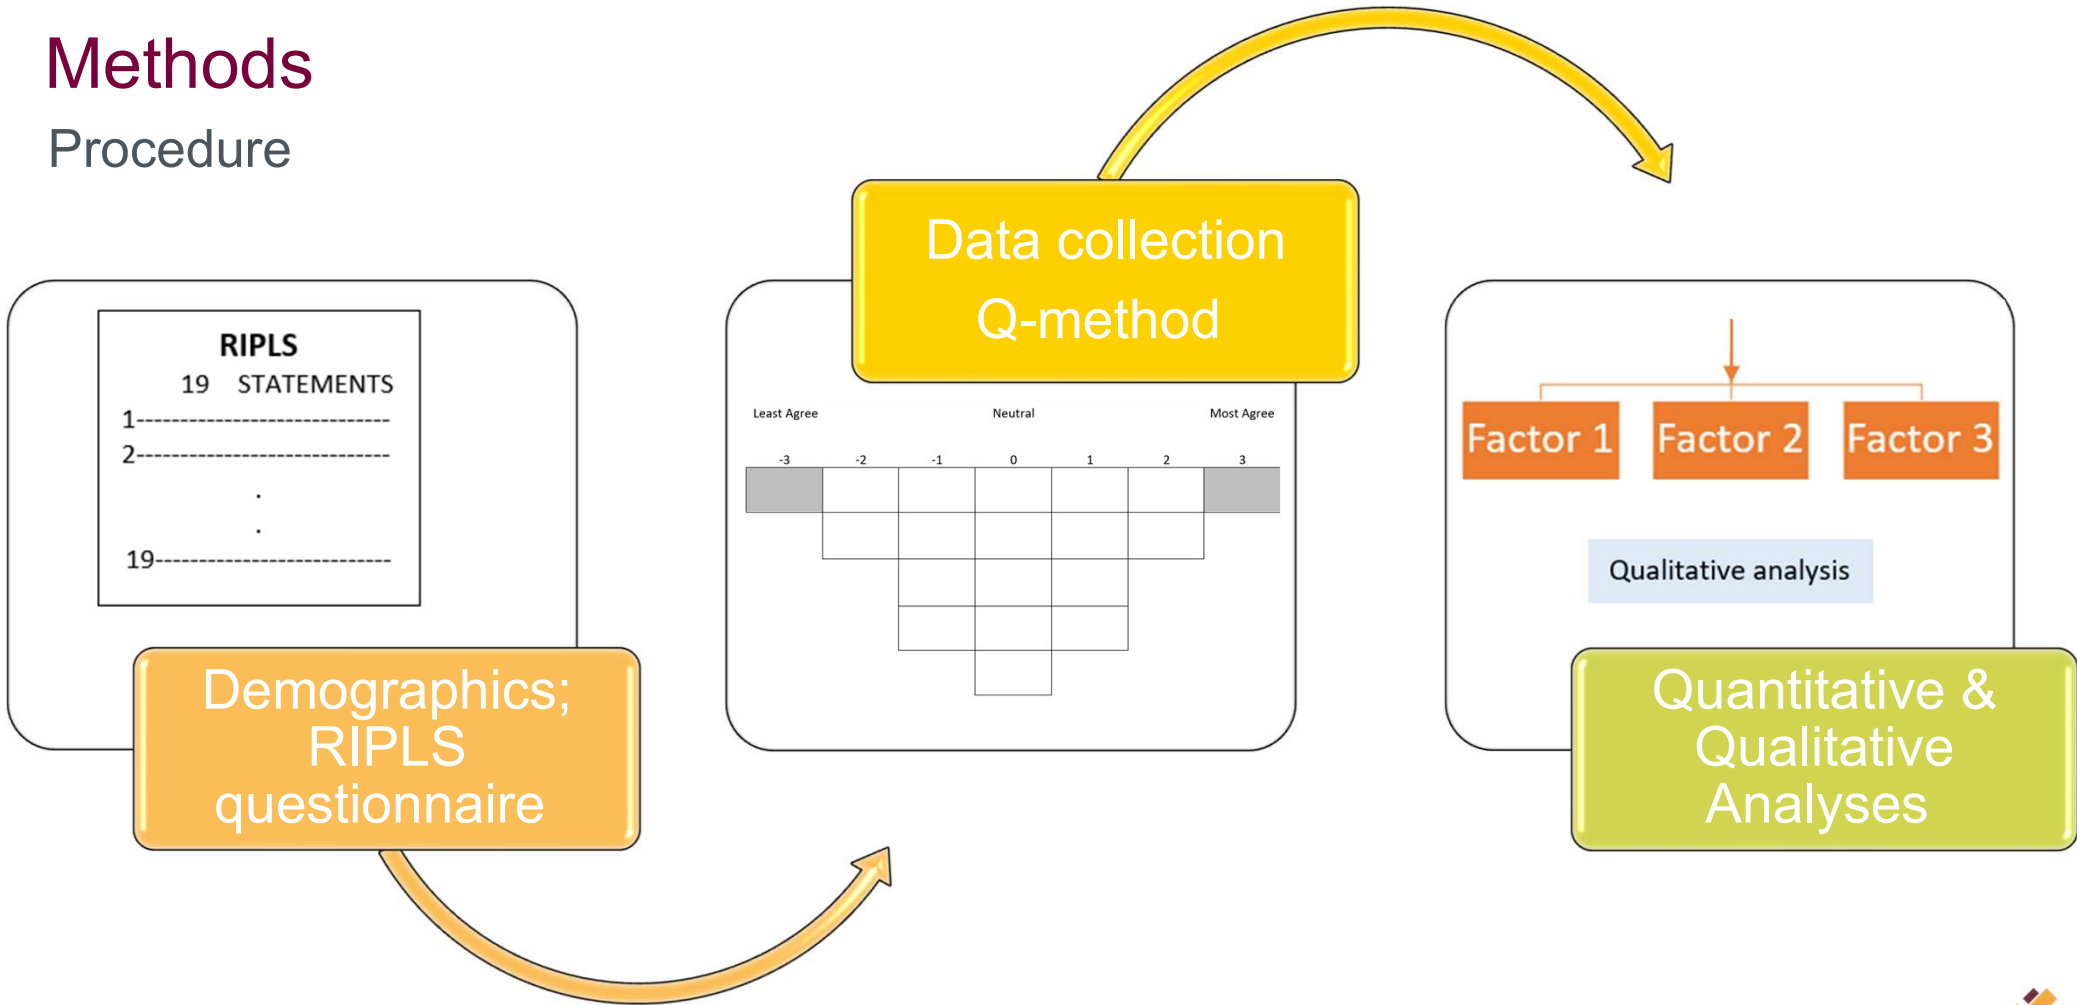 Methods
Procedure
RIPLS
19 STATEMENTS
1-----------------------------
2-----------------------------
.
.
19---------------------------
Demographics;
RIPLS
questionnaire
Data collection
Q-method
Least Agree Neutral Most Agree
-3 -2 -1 0 1 2 3
Factor 1 Factor 2 Factor 3
Qualitative analysis
Quantitative &
Qualitative
Analyses